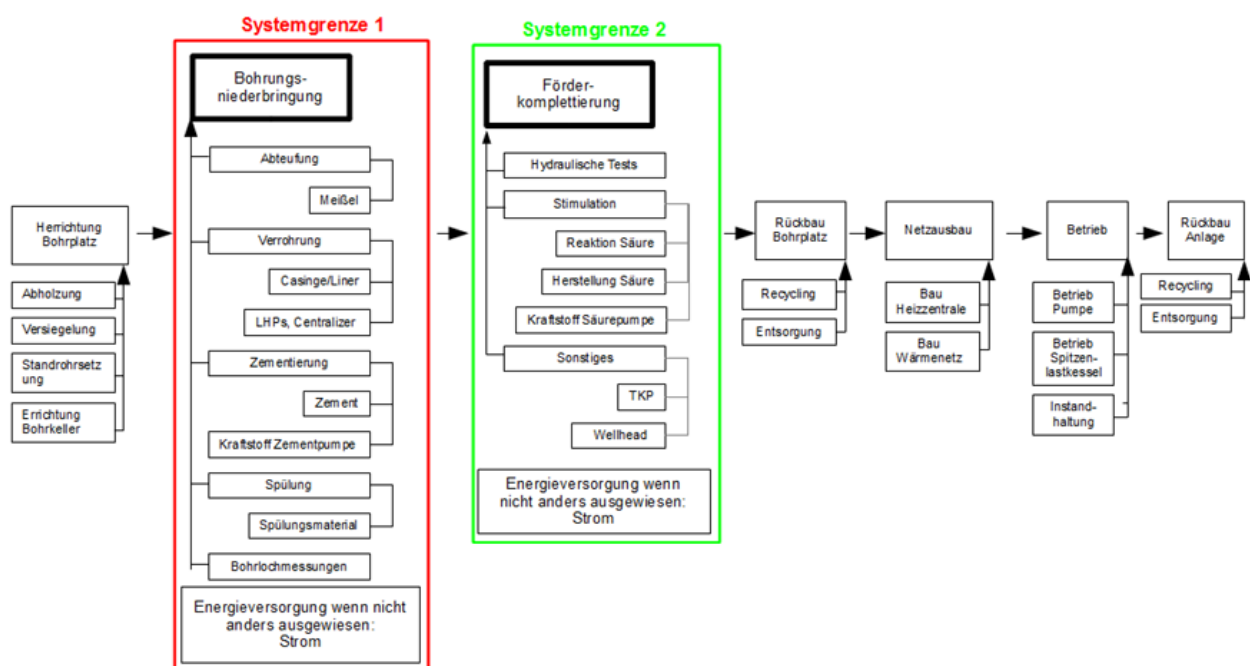 Systemgrenze 1
Systemgrenze 2
Herrichtung
Bohrplatz
Abholzung
Versiegelung
Standrohrsetz
ung
Errichtung
Bohrkeller
Bohrungs-
niederbringung
Abteufung
Meißel
Verrohrung
Casinge/Liner
LHPs, Centralizer
Zementierung
Zement
Kraftstoff Zementpumpe
Spülung
Spülungsmaterial
Bohrlochmessungen
Energieversorgung wenn nicht
anders ausgewiesen:
Strom
Förder-
komplettierung
Hydraulische Tests
Stimulation
Reaktion Säure
Herstellung Säure
Kraftstoff Säurepumpe
Sonstiges
TKP
Wellhead
Energieversorgung wenn
nicht anders ausgewiesen:
Strom
Rückbau
Bohrplatz
Recycling
Entsorgung
Netzausbau
Bau
Heizzentrale
Bau
Wärmenetz
Betrieb
Betrieb
Pumpe
Betrieb
Spitzen-
lastkessel
Instand-
haltung
Rückbau
Anlage
Recycling
Entsorgung